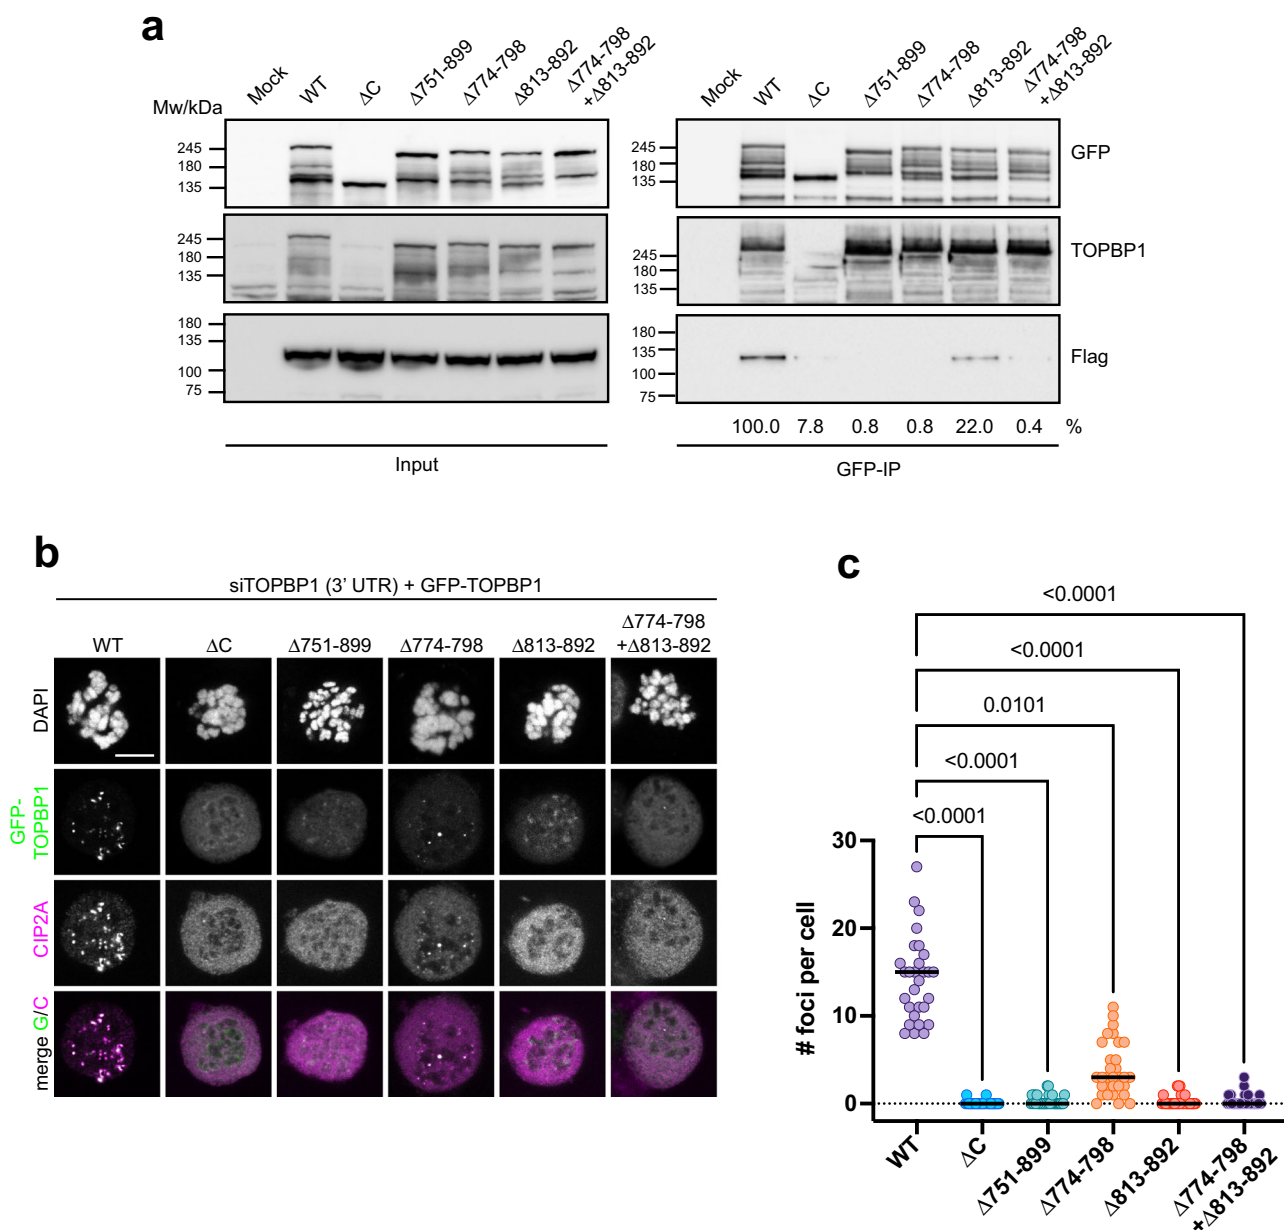 a
Mock WT ΔC Δ751-899 Δ774-798 Δ813-892 Δ774-798
+Δ813-892
Mock WT ΔC Δ751-899 Δ774-798 Δ813-892 Δ774-798
+Δ813-892
Mw/kDa
245
180
135
245
180
135
GFP
245
180
135
245
180
135
TOPBP1
180
135
100
75
180
135
100
75
Flag
100.0 7.8 0.8 0.8 22.0 0.4 %
Input
GFP-IP
b
siTOPBP1 (3' UTR) + GFP-TOPBP1
WT ΔC Δ751-899 Δ774-798 Δ813-892 Δ774-798
+Δ813-892
DAPI
GFP-
TOPBP1
CIP2A
merge G/C
c
<0.0001
<0.0001
0.0101
<0.0001
<0.0001
# foci per cell
30
20
10
0
WT ΔC Δ751-899 Δ774-798 Δ813-892 Δ774-798
+Δ813-892